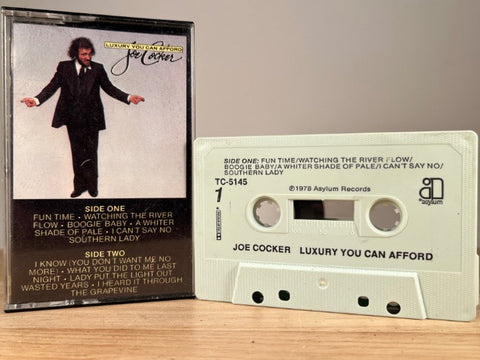 LUXURY YOU CAN AFFORD
Joe Cocker
SIDE ONE
FUN TIME • WATCHING THE RIVER
FLOW • BOOGIE BABY • A WHITER
SHADE OF PALE • I CAN'T SAY NO
SOUTHERN LADY
SIDE TWO
I KNOW (YOU DON'T WANT ME NO
MORE) • WHAT YOU DID TO ME LAST
NIGHT • LADY PUT THE LIGHT OUT
WASTED YEARS • I HEARD IT THROUGH
THE GRAPEVINE
SIDE ONE: FUN TIME/WATCHING THE RIVER FLOW/
BOOGIE BABY/A WHITER SHADE OF PALE/I CAN'T SAY NO/
SOUTHERN LADY
TC-5145
℗1978 Asylum Records
1
asylum
JOE COCKER LUXURY YOU CAN AFFORD